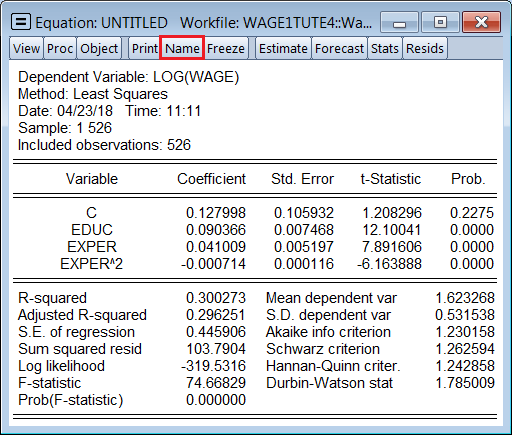 Equation: UNTITLED Workfile: WAGE1TUTE4::Wa...
View Proc Object Print Name Freeze Estimate Forecast Stats Resids
Dependent Variable: LOG(WAGE)
Method: Least Squares
Date: 04/23/18 Time: 11:11
Sample: 1 526
Included observations: 526
Variable Coefficient Std. Error t-Statistic Prob.
C 0.127998 0.105932 1.208296 0.2275
EDUC 0.090366 0.007468 12.10041 0.0000
EXPER 0.041009 0.005197 7.891606 0.0000
EXPER^2 -0.000714 0.000116 -6.163888 0.0000
R-squared 0.300273 Mean dependent var 1.623268
Adjusted R-squared 0.296251 S.D. dependent var 0.531538
S.E. of regression 0.445906 Akaike info criterion 1.230158
Sum squared resid 103.7904 Schwarz criterion 1.262594
Log likelihood -319.5316 Hannan-Quinn criter. 1.242858
F-statistic 74.66829 Durbin-Watson stat 1.785009
Prob(F-statistic) 0.000000